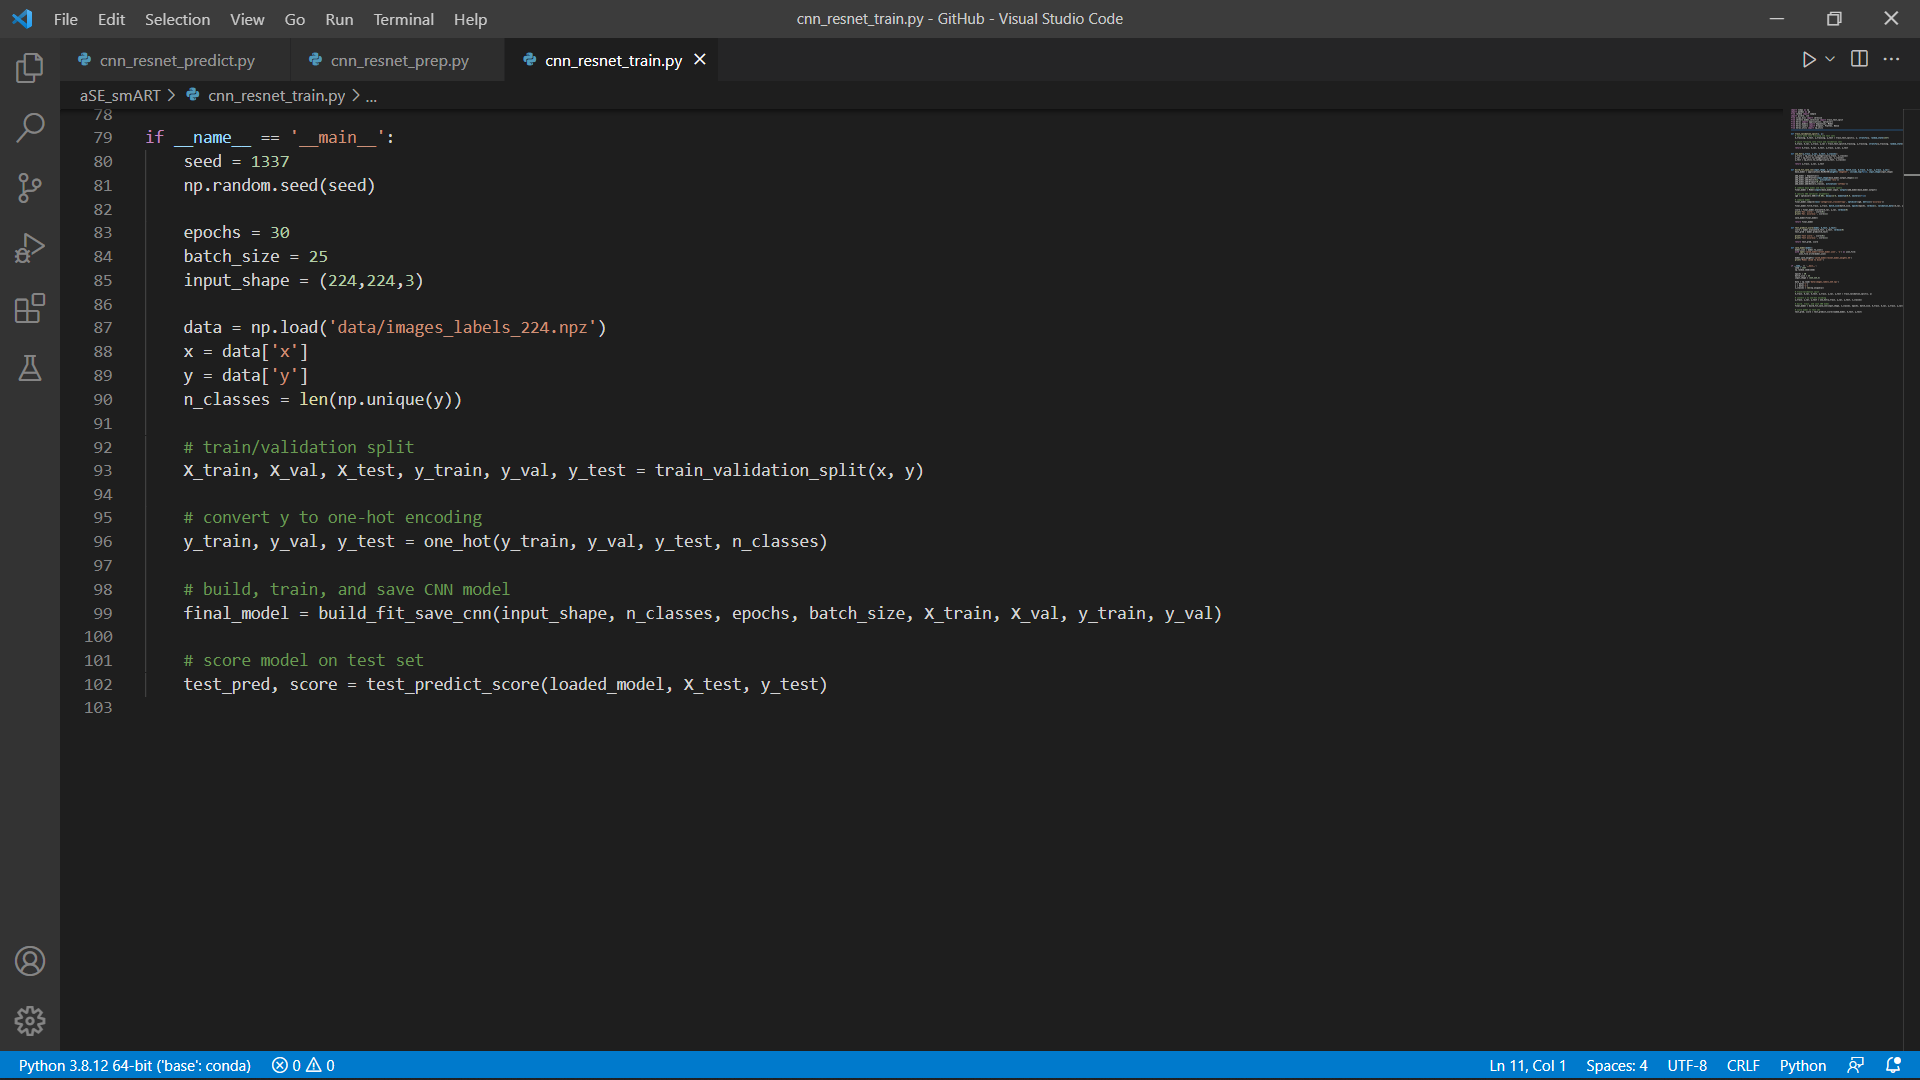 File Edit Selection View Go Run Terminal Help
cnn_resnet_train.py - GitHub - Visual Studio Code
cnn_resnet_predict.py cnn_resnet_prep.py cnn_resnet_train.py
aSE_smART > cnn_resnet_train.py > ...
78
79 if __name__ == '__main__':
80 seed = 1337
81 np.random.seed(seed)
82
83 epochs = 30
84 batch_size = 25
85 input_shape = (224,224,3)
86
87 data = np.load('data/images_labels_224.npz')
88 x = data['x']
89 y = data['y']
90 n_classes = len(np.unique(y))
91
92 # train/validation split
93 X_train, X_val, X_test, y_train, y_val, y_test = train_validation_split(x, y)
94
95 # convert y to one-hot encoding
96 y_train, y_val, y_test = one_hot(y_train, y_val, y_test, n_classes)
97
98 # build, train, and save CNN model
99 final_model = build_fit_save_cnn(input_shape, n_classes, epochs, batch_size, X_train, X_val, y_train, y_val)
100
101 # score model on test set
102 test_pred, score = test_predict_score(loaded_model, X_test, y_test)
103
Python 3.8.12 64-bit ('base': conda) 0 0 Ln 11, Col 1 Spaces: 4 UTF-8 CRLF Python